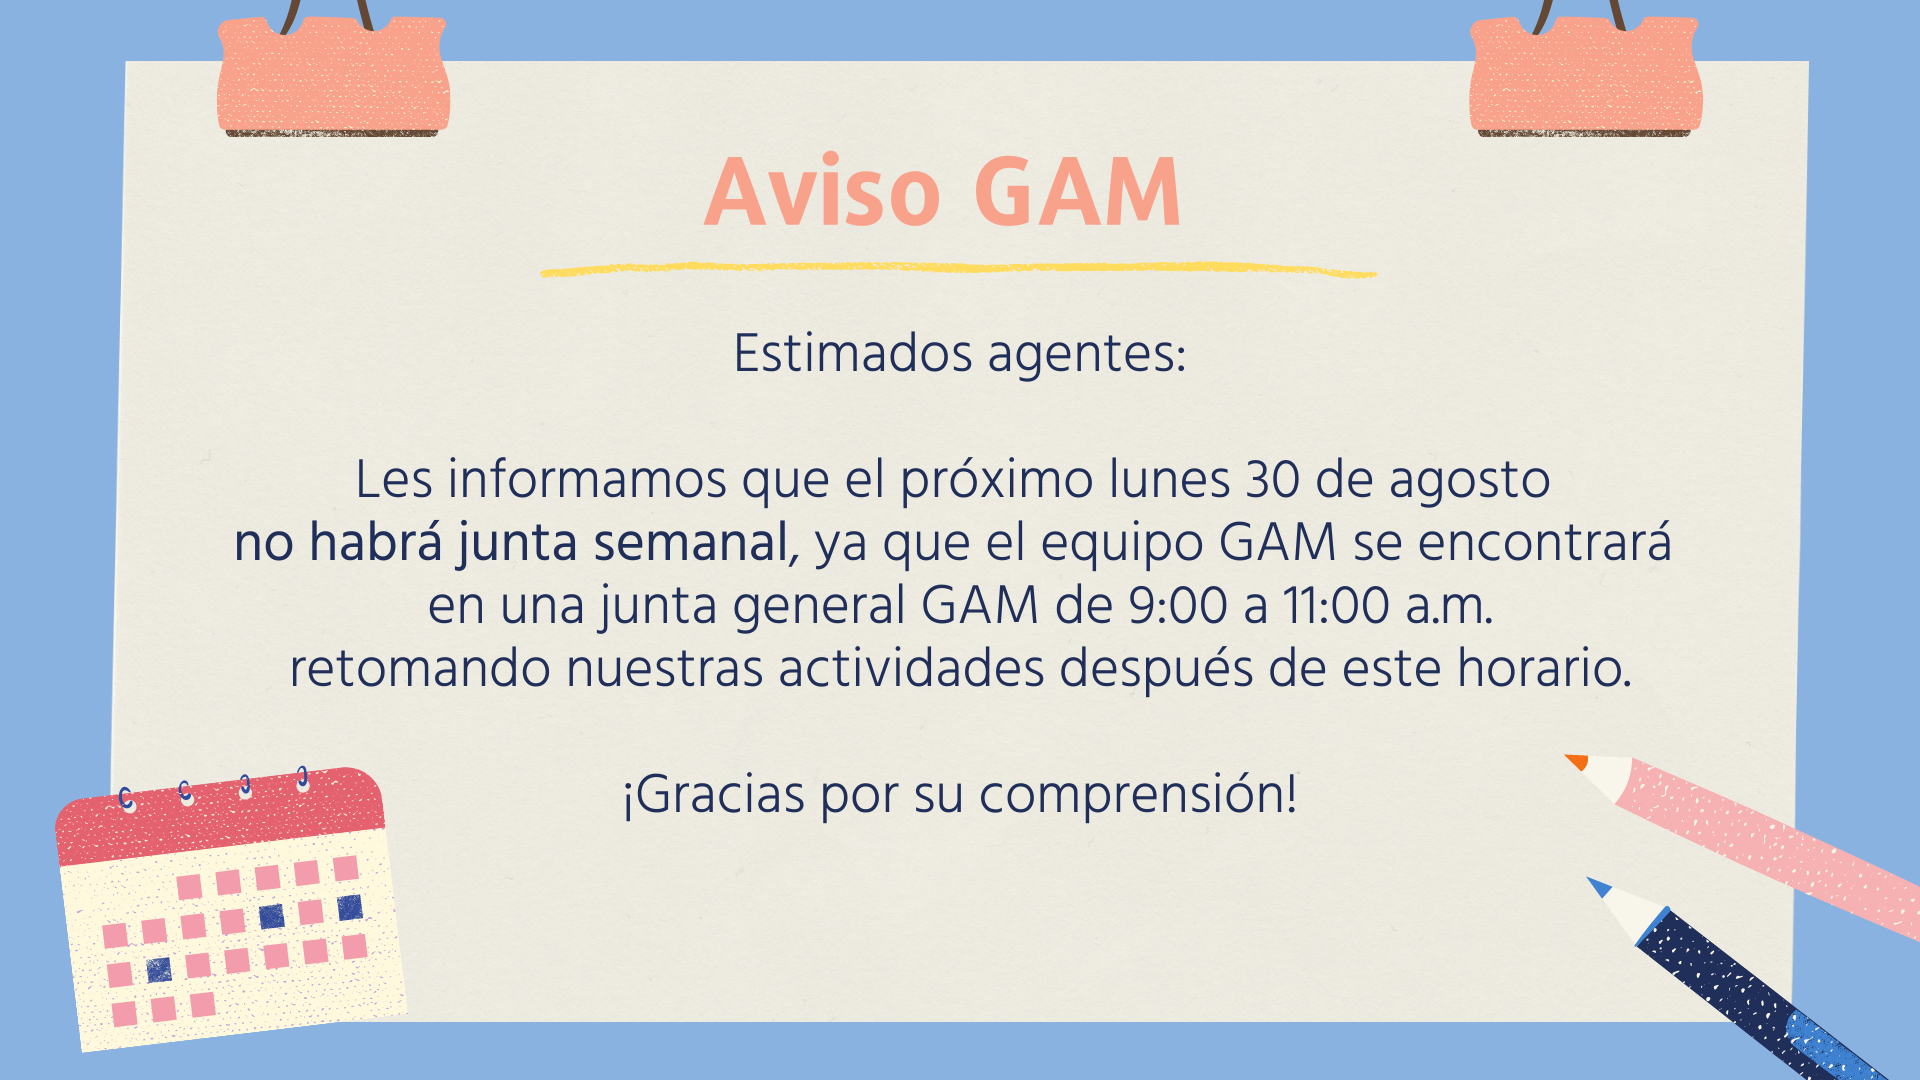 Aviso GAM
Estimados agentes:
Les informamos que el próximo lunes 30 de agosto
no habrá junta semanal, ya que el equipo GAM se encontrará
en una junta general GAM de 9:00 a 11:00 a.m.
retomando nuestras actividades después de este horario.
¡Gracias por su comprensión!